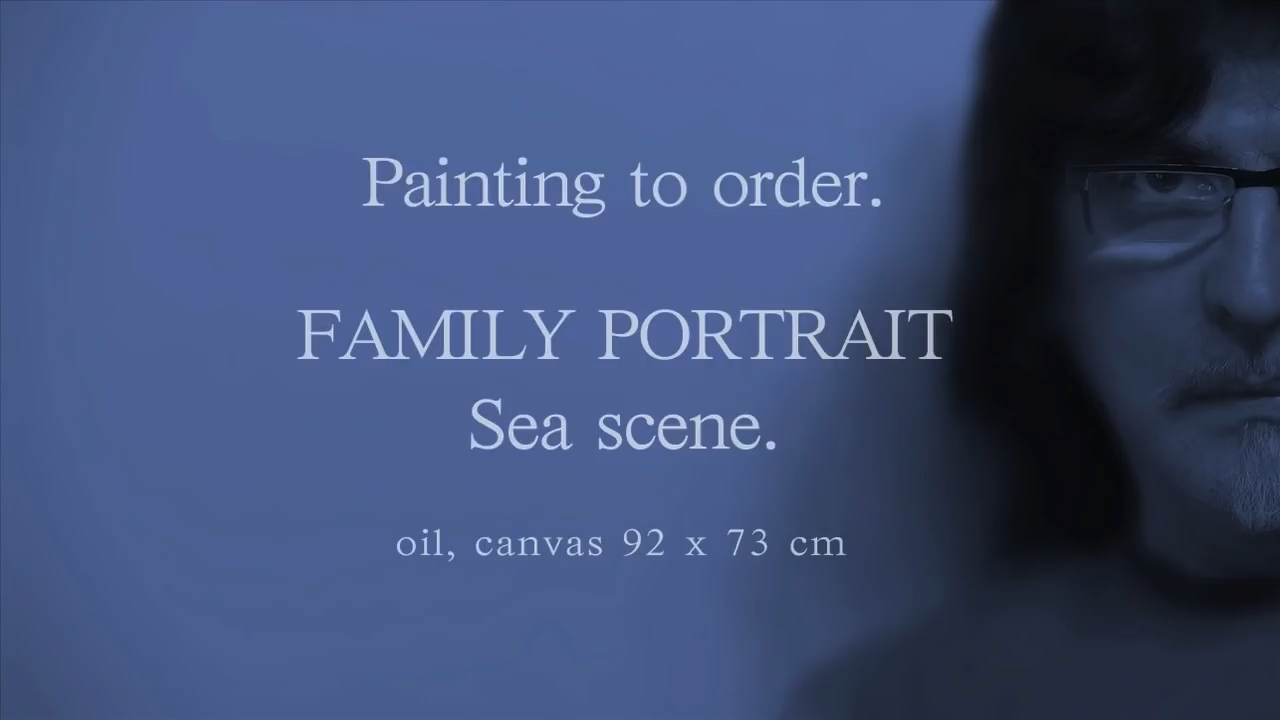 Painting to order.
FAMILY PORTRAIT
Sea scene.
oil, canvas 92 x 73 cm